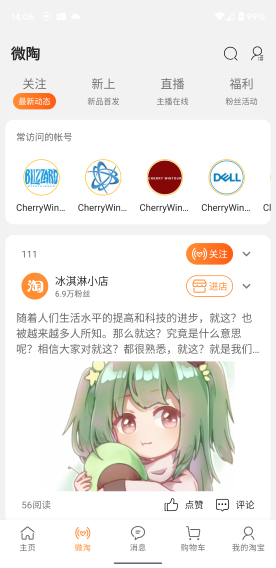 14:06
99%
微陶
关注
新上
直播
福利
最新动态
新品首发
主播在线
粉丝活动
常访问的帐号
BLIZZARD
CHERRY WINTOUR
DELL
CherryWin...
CherryWin...
CherryWin...
CherryWin...
Cl
111
关注
淘
冰淇淋小店
6.9万粉丝
进店
随着人们生活水平的提高和科技的进步，就这？也
被越来越多人所知。那么就这？究竟是什么意思
呢？相信大家对就这？都很熟悉，就这？就是我们...
56阅读
点赞
评论
主页
微淘
消息
购物车
我的淘宝